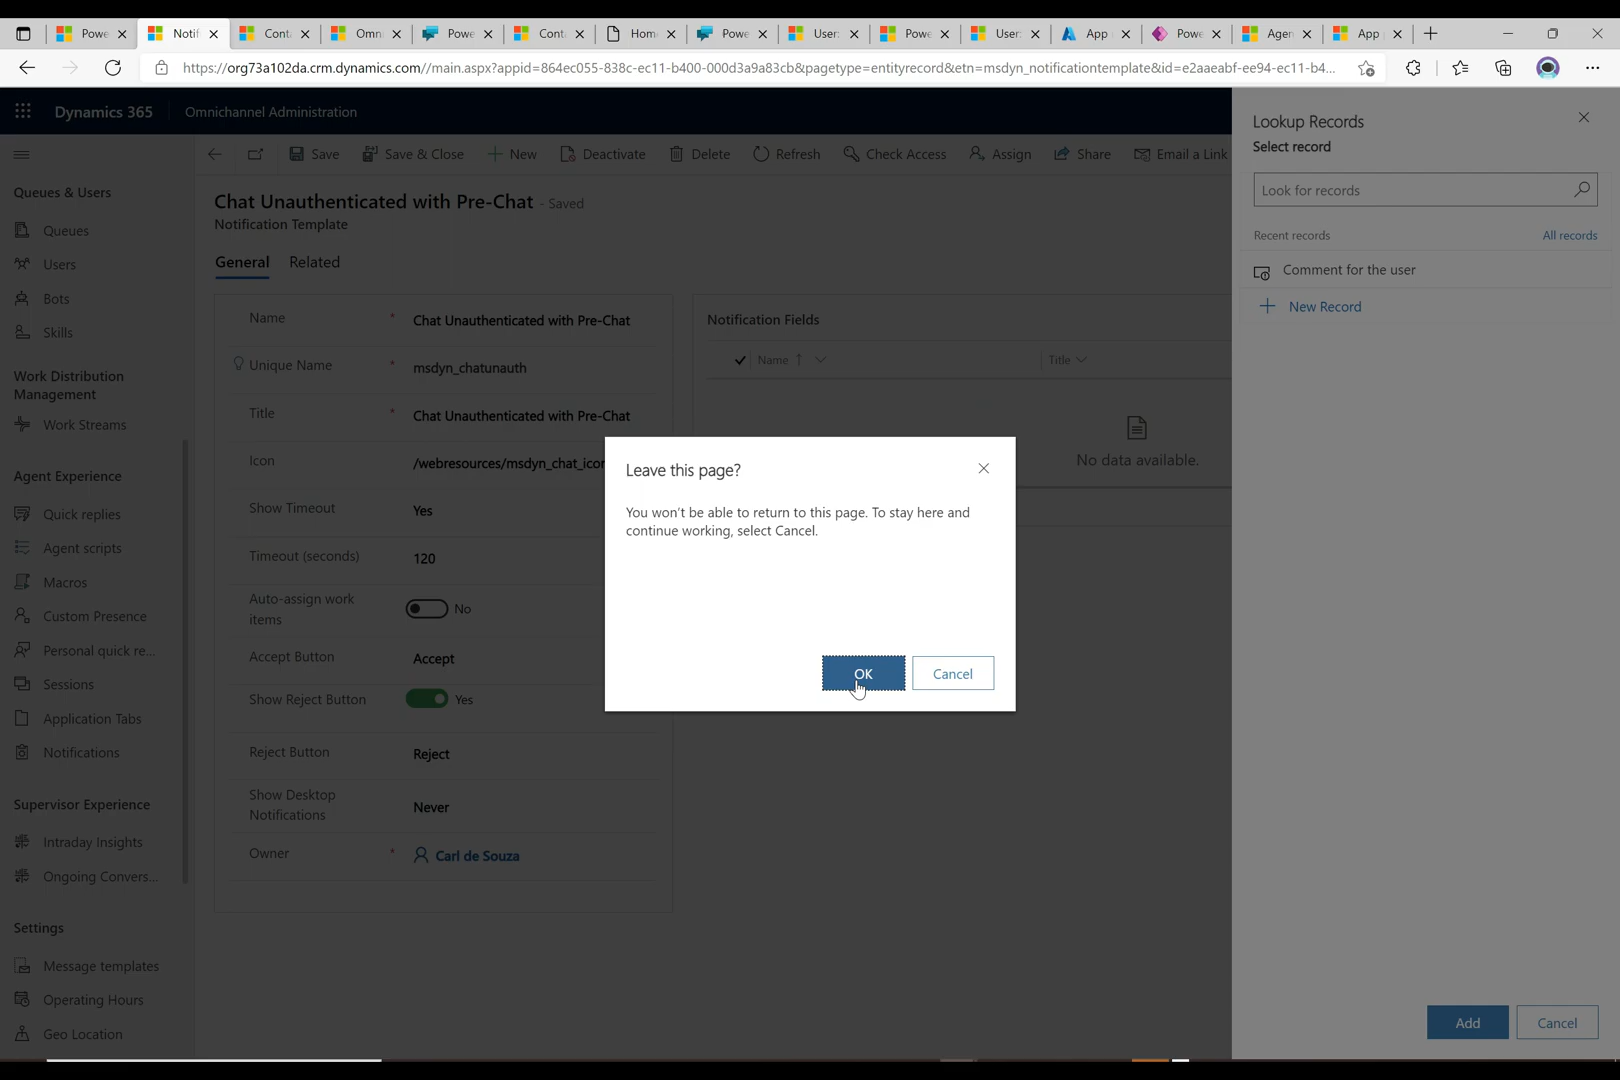 Powe
Notif
Conta
Omni
Powe
Conta
Home
Powe
User:
Powe
User:
App
Powe
Agen
App
https://org73a102da.crm.dynamics.com//main.aspx?appid=864ec055-838c-ec11-b400-000d3a9a83cb&pagetype=entityrecord&etn=msdyn_notificationtemplate&id=e2aaeabf-ee94-ec11-b4...
Dynamics 365
Omnichannel Administration
Save
Save & Close
New
Deactivate
Delete
Refresh
Check Access
Assign
Share
Email a Link
Queues & Users
Queues
Users
Bots
Skills
Work Distribution
Management
Work Streams
Agent Experience
Quick replies
Agent scripts
Macros
Custom Presence
Personal quick re...
Sessions
Application Tabs
Notifications
Supervisor Experience
Intraday Insights
Ongoing Convers...
Settings
Message templates
Operating Hours
Geo Location
Chat Unauthenticated with Pre-Chat - Saved
Notification Template
General
Related
Name * Chat Unauthenticated with Pre-Chat
Unique Name * msdyn_chatunauth
Title * Chat Unauthenticated with Pre-Chat
Icon /webresources/msdyn_chat_icon
Show Timeout Yes
Timeout (seconds) 120
Auto-assign work
items No
Accept Button Accept
Show Reject Button Yes
Reject Button Reject
Show Desktop
Notifications Never
Owner * Carl de Souza
Notification Fields
Name ↑
Title
No data available.
Leave this page?
You won't be able to return to this page. To stay here and
continue working, select Cancel.
OK
Cancel
Lookup Records
Select record
Look for records
Recent records
All records
Comment for the user
New Record
Add
Cancel